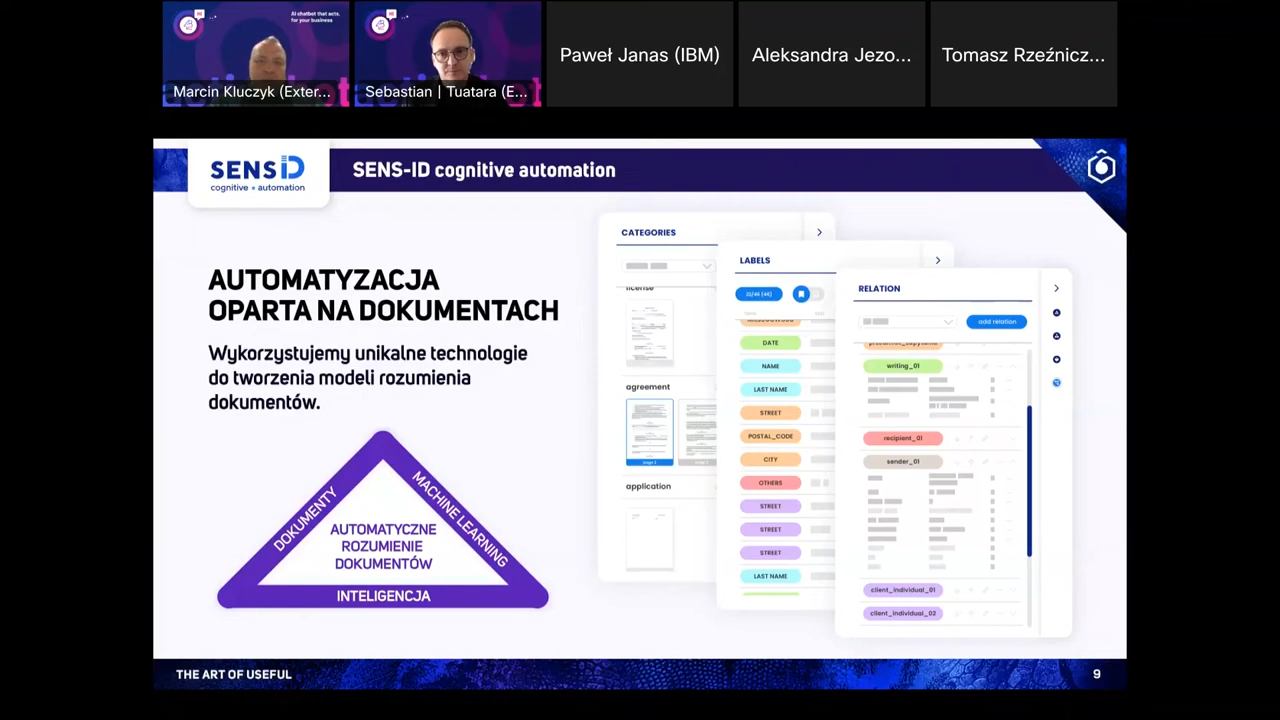 AI chatbot that acts.
for your business
Marcin Kluczyk (Exter...
Sebastian | Tuatara (E...
Paweł Janas (IBM)
Aleksandra Jezo...
Tomasz Rzeźnicz...
SENSID
cognitive • automation
SENS-ID cognitive automation
AUTOMATYZACJA
OPARTA NA DOKUMENTACH
Wykorzystujemy unikalne technologie
do tworzenia modeli rozumienia
dokumentów.
DOKUMENTY
MACHINE LEARNING
AUTOMATYCZNE
ROZUMIENIE
DOKUMENTÓW
INTELIGENCJA
CATEGORIES
license
agreement
application
LABELS
DATE
NAME
LAST NAME
STREET
POSTAL_CODE
CITY
OTHERS
STREET
STREET
STREET
LAST NAME
RELATION
add relation
writing_01
recipient_01
sender_01
client_individual_01
client_individual_02
THE ART OF USEFUL
9